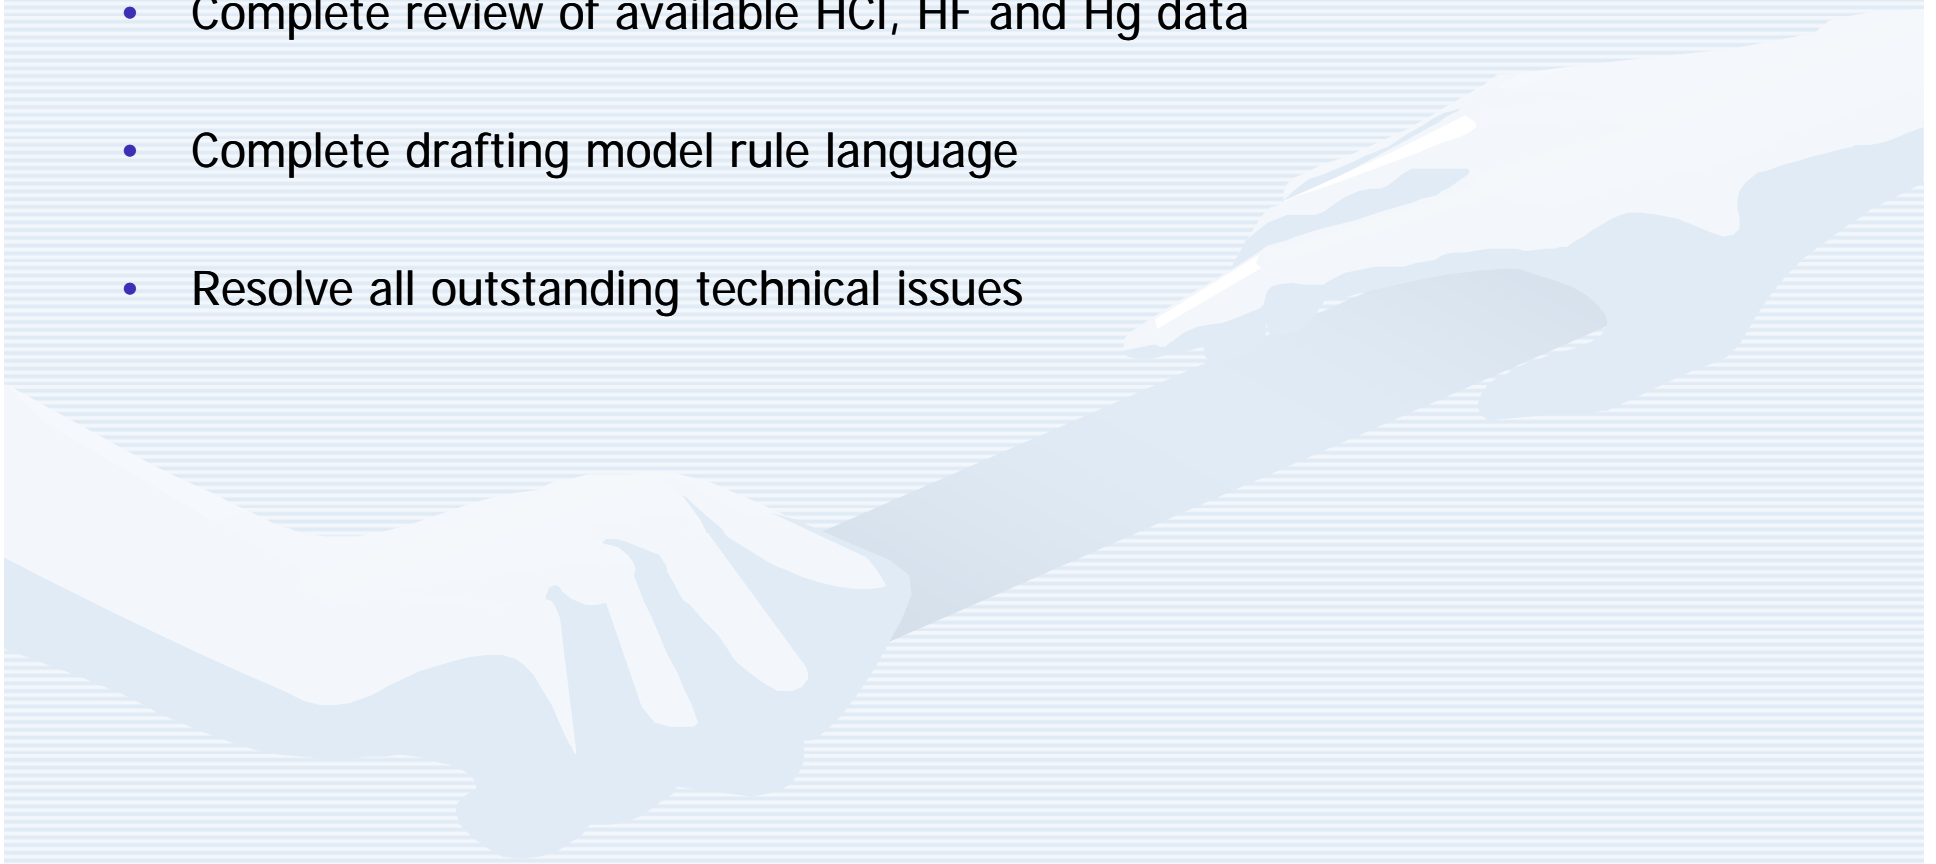 • Complete review of available HCl, HF and Hg data
• Complete drafting model rule language
• Resolve all outstanding technical issues